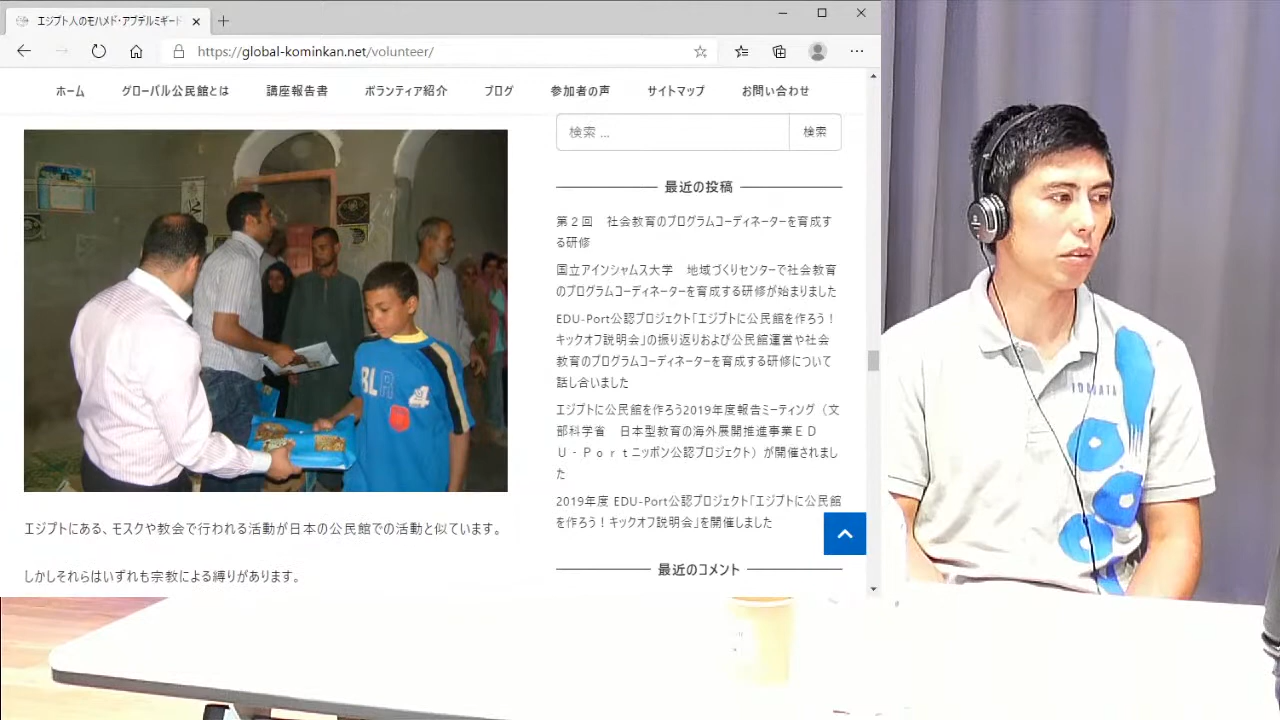 エジプト人のモハメド・アブデルミギード
https://global-kominkan.net/volunteer/
ホーム グローバル公民館とは 講座報告書 ボランティア紹介 ブログ 参加者の声 サイトマップ お問い合わせ
検索 ...
検索
最近の投稿
第２回　社会教育のプログラムコーディネーターを育成す
る研修
国立アインシャムス大学　地域づくりセンターで社会教育
のプログラムコーディネーターを育成する研修が始まりました
EDU-Port公認プロジェクト「エジプトに公民館を作ろう！
キックオフ説明会」の振り返りおよび公民館運営や社会
教育のプログラムコーディネーターを育成する研修について
話し合いました
エジプトに公民館を作ろう2019年度報告ミーティング（文
部科学省　日本型教育の海外展開推進事業ＥＤ
Ｕ－Ｐｏｒｔニッポン公認プロジェクト）が開催されまし
た
2019年度 EDU-Port公認プロジェクト「エジプトに公民館
を作ろう！キックオフ説明会」を開催しました
最近のコメント
BLR
4
エジプトにある、モスクや教会で行われる活動が日本の公民館での活動と似ています。
しかしそれらはいずれも宗教による縛りがあります。